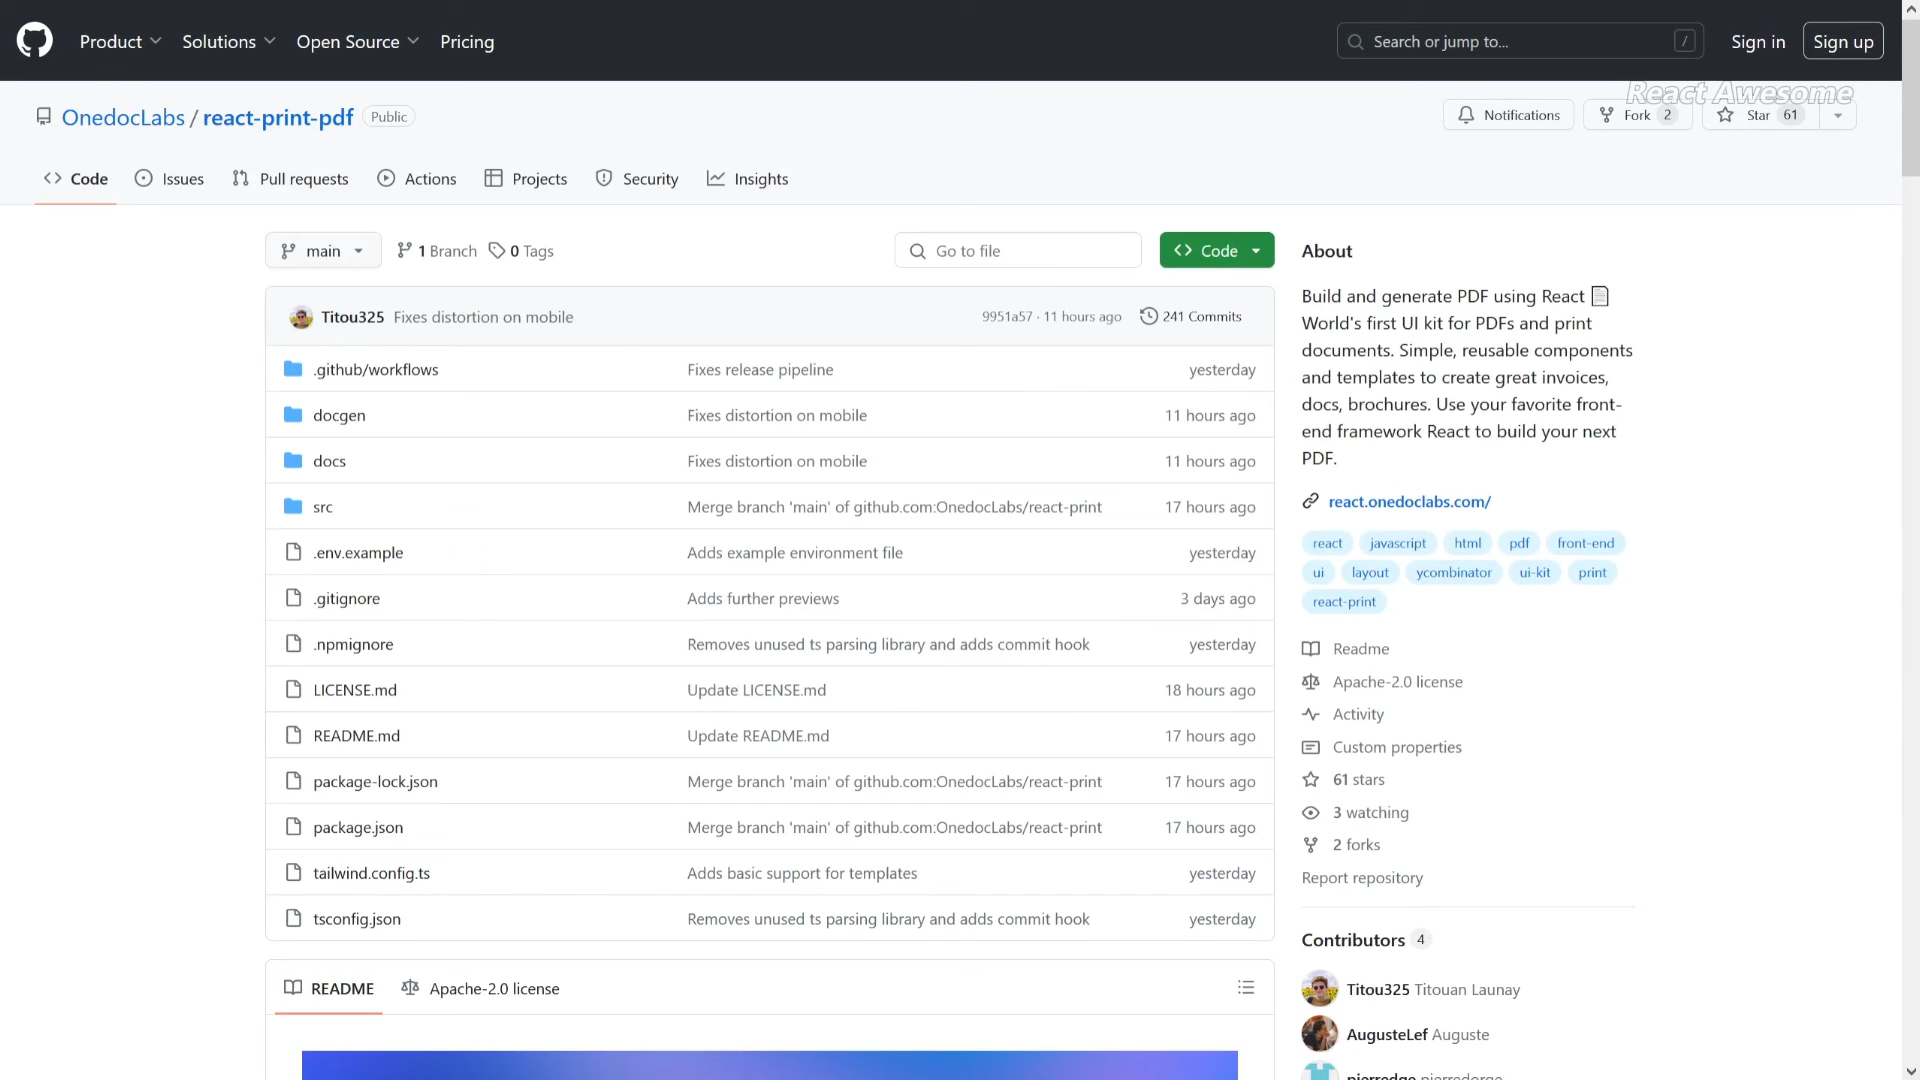 Product Solutions Open Source Pricing Search or jump to... / Sign in Sign up
React Awesome
OnedocLabs / react-print-pdf Public Notifications Fork 2 Star 61
Code Issues Pull requests Actions Projects Security Insights
main 1 Branch 0 Tags Go to file Code
Titou325 Fixes distortion on mobile 9951a57 · 11 hours ago 241 Commits
.github/workflows Fixes release pipeline yesterday
docgen Fixes distortion on mobile 11 hours ago
docs Fixes distortion on mobile 11 hours ago
src Merge branch 'main' of github.com:OnedocLabs/react-print 17 hours ago
.env.example Adds example environment file yesterday
.gitignore Adds further previews 3 days ago
.npmignore Removes unused ts parsing library and adds commit hook yesterday
LICENSE.md Update LICENSE.md 18 hours ago
README.md Update README.md 17 hours ago
package-lock.json Merge branch 'main' of github.com:OnedocLabs/react-print 17 hours ago
package.json Merge branch 'main' of github.com:OnedocLabs/react-print 17 hours ago
tailwind.config.ts Adds basic support for templates yesterday
tsconfig.json Removes unused ts parsing library and adds commit hook yesterday
README Apache-2.0 license
About
Build and generate PDF using React
World's first UI kit for PDFs and print
documents. Simple, reusable components
and templates to create great invoices,
docs, brochures. Use your favorite front-
end framework React to build your next
PDF.
react.onedoclabs.com/
react javascript html pdf front-end
ui layout ycombinator ui-kit print
react-print
Readme
Apache-2.0 license
Activity
Custom properties
61 stars
3 watching
2 forks
Report repository
Contributors 4
Titou325 Titouan Launay
AugusteLef Auguste